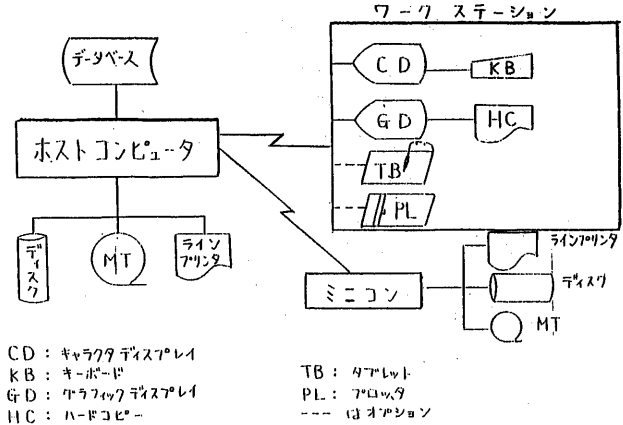 ワーク ステーション
データベース
CD
KB
ホストコンピュータ
GD
HC
TB
PL
ディスク
MT
ライン
プリンタ
ラインプリンタ
ミニコン
ディスク
MT
CD : キャラクタディスプレイ
KB : キーボード
GD : グラフィックディスプレイ
HC : ハードコピー
TB : タブレット
PL : プロッタ
--- はオプション